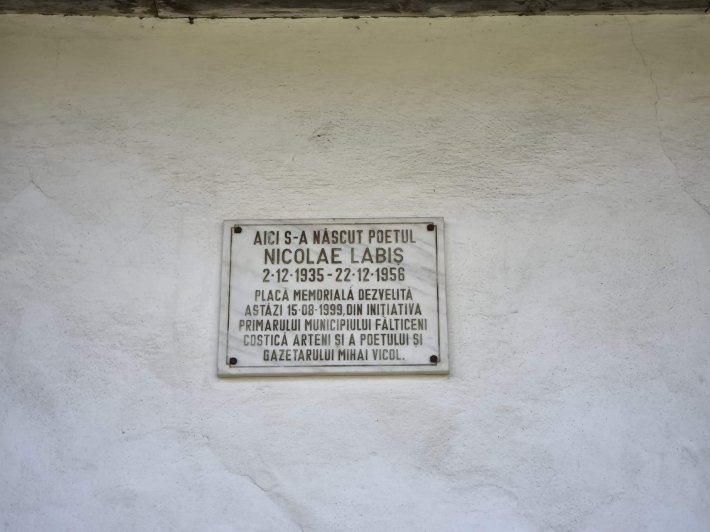 AICI S-A NĂSCUT POETUL
NICOLAE LABIȘ
2·12·1935-22·12·1956
PLACĂ MEMORIALĂ DEZVELITĂ
ASTĂZI 15·08·1999, DIN INIȚIATIVA
PRIMARULUI MUNICIPIULUI FĂLTICENI
COSTICĂ ARTENI ȘI A POETULUI ȘI
GAZETARULUI MIHAI VICOL.